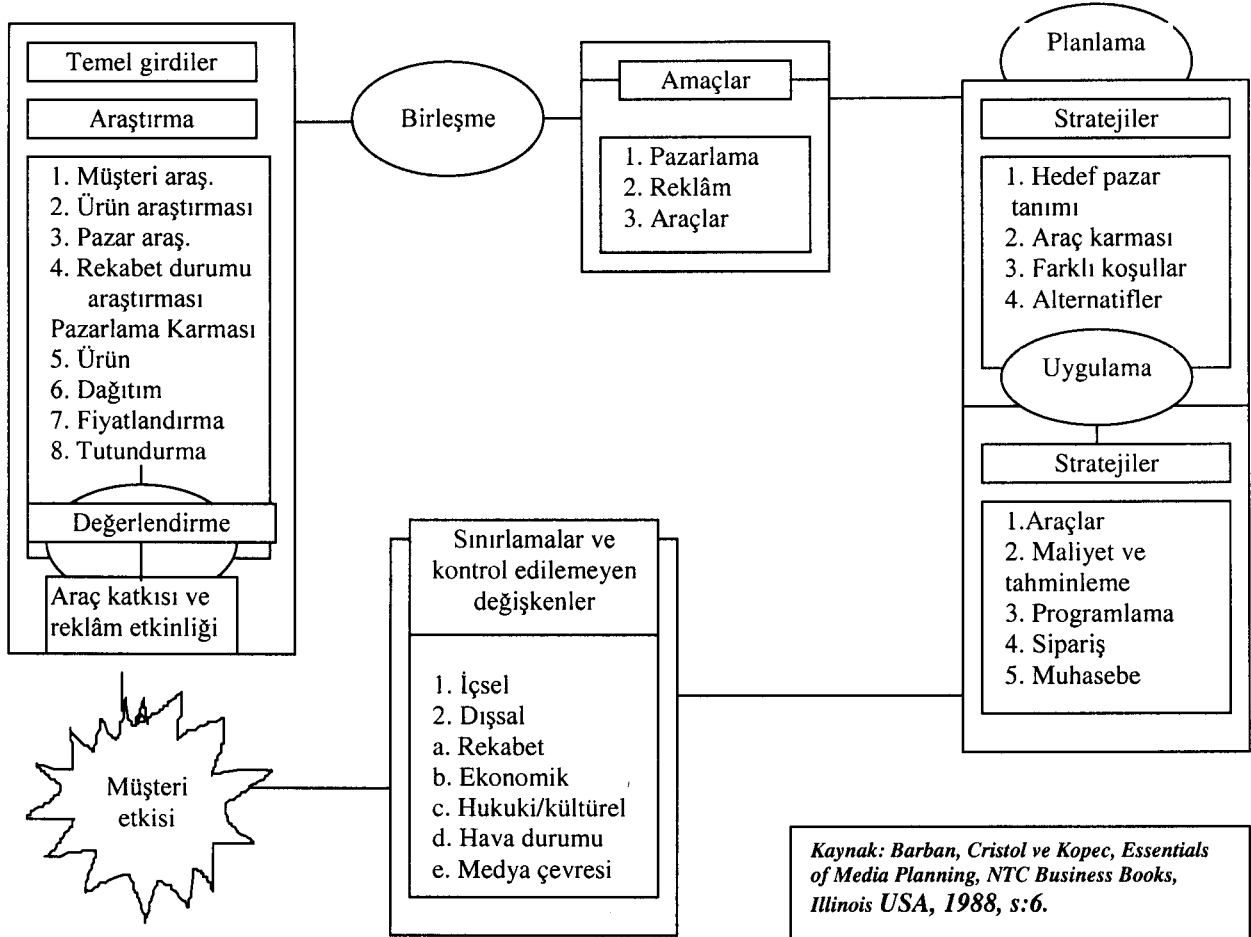 Temel girdiler
Araştırma
1. Müşteri araş.
2. Ürün araştırması
3. Pazar araş.
4. Rekabet durumu
araştırması
Pazarlama Karması
5. Ürün
6. Dağıtım
7. Fiyatlandırma
8. Tutundurma
Değerlendirme
Araç katkısı ve
reklâm etkinliği
Birleşme
Amaçlar
1. Pazarlama
2. Reklâm
3. Araçlar
Planlama
Stratejiler
1. Hedef pazar
tanımı
2. Araç karması
3. Farklı koşullar
4. Alternatifler
Uygulama
Stratejiler
1.Araçlar
2. Maliyet ve
tahminleme
3. Programlama
4. Sipariş
5. Muhasebe
Sınırlamalar ve
kontrol edilemeyen
değişkenler
1. İçsel
2. Dışsal
a. Rekabet
b. Ekonomik
c. Hukuki/kültürel
d. Hava durumu
e. Medya çevresi
Müşteri
etkisi
Kaynak: Barban, Cristol ve Kopec, Essentials
of Media Planning, NTC Business Books,
Illinois USA, 1988, s:6.